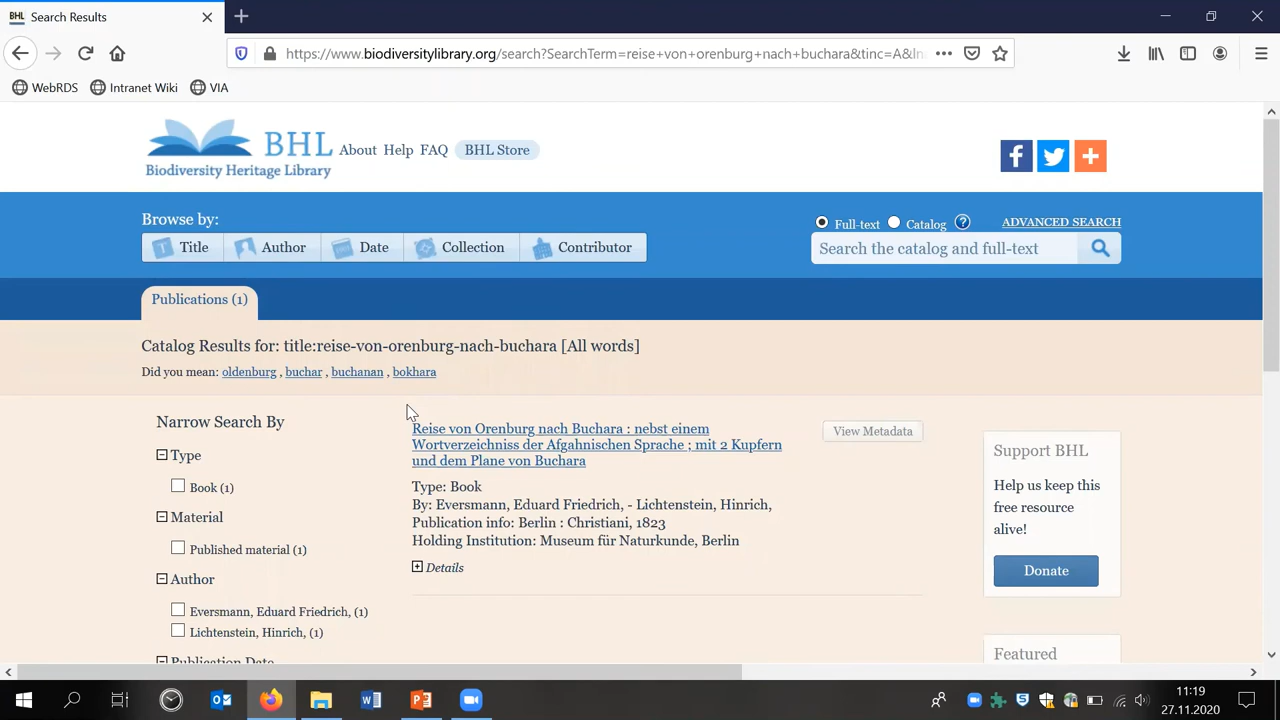 Search Results
https://www.biodiversitylibrary.org/search?SearchTerm=reise+von+orenburg+nach+buchara&tinc=A&In
WebRDS Intranet Wiki VIA
BHL
Biodiversity Heritage Library
About Help FAQ BHL Store
Browse by:
Full-text Catalog ADVANCED SEARCH
Title Author Date Collection Contributor
Search the catalog and full-text
Publications (1)
Catalog Results for: title:reise-von-orenburg-nach-buchara [All words]
Did you mean: oldenburg , buchar , buchanan , bokhara
Narrow Search By
Type
Book (1)
Material
Published material (1)
Author
Eversmann, Eduard Friedrich, (1)
Lichtenstein, Hinrich, (1)
Publication Date
Reise von Orenburg nach Buchara : nebst einem
Wortverzeichniss der Afgahnischen Sprache ; mit 2 Kupfern
und dem Plane von Buchara
Type: Book
By: Eversmann, Eduard Friedrich, - Lichtenstein, Hinrich,
Publication info: Berlin : Christiani, 1823
Holding Institution: Museum für Naturkunde, Berlin
Details
View Metadata
Support BHL
Help us keep this
free resource
alive!
Donate
Featured
11:19
27.11.2020